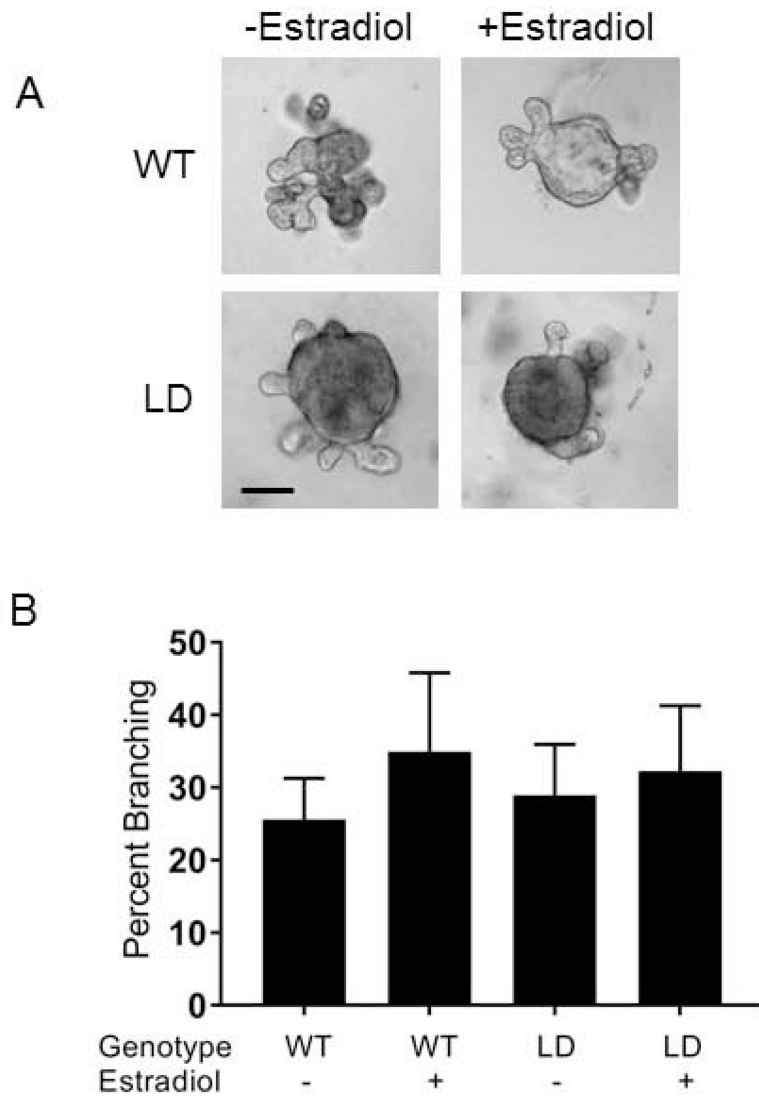 -Estradiol +Estradiol
A
WT
LD
B
Percent Branching
50
40
30
20
10
0
Genotype WT WT LD LD
Estradiol - + - +